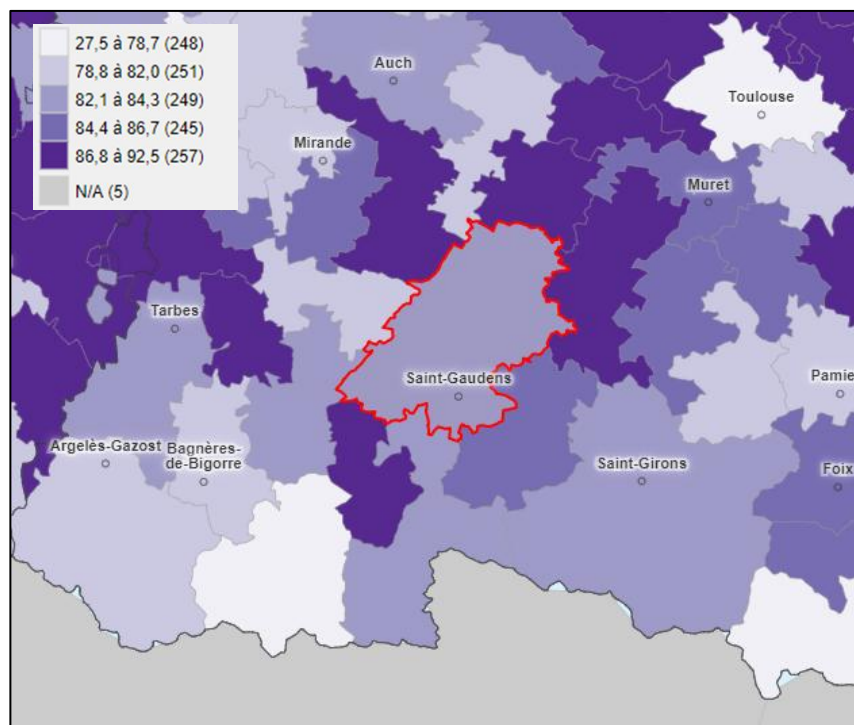 27,5 à 78,7 (248)
78,8 à 82,0 (251)
82,1 à 84,3 (249)
84,4 à 86,7 (245)
86,8 à 92,5 (257)
N/A (5)
Auch
Toulouse
Mirande
Muret
Tarbes
Saint-Gaudens
Pamie
Argelès-Gazost
Bagnères-
de-Bigorre
Saint-Girons
Foix